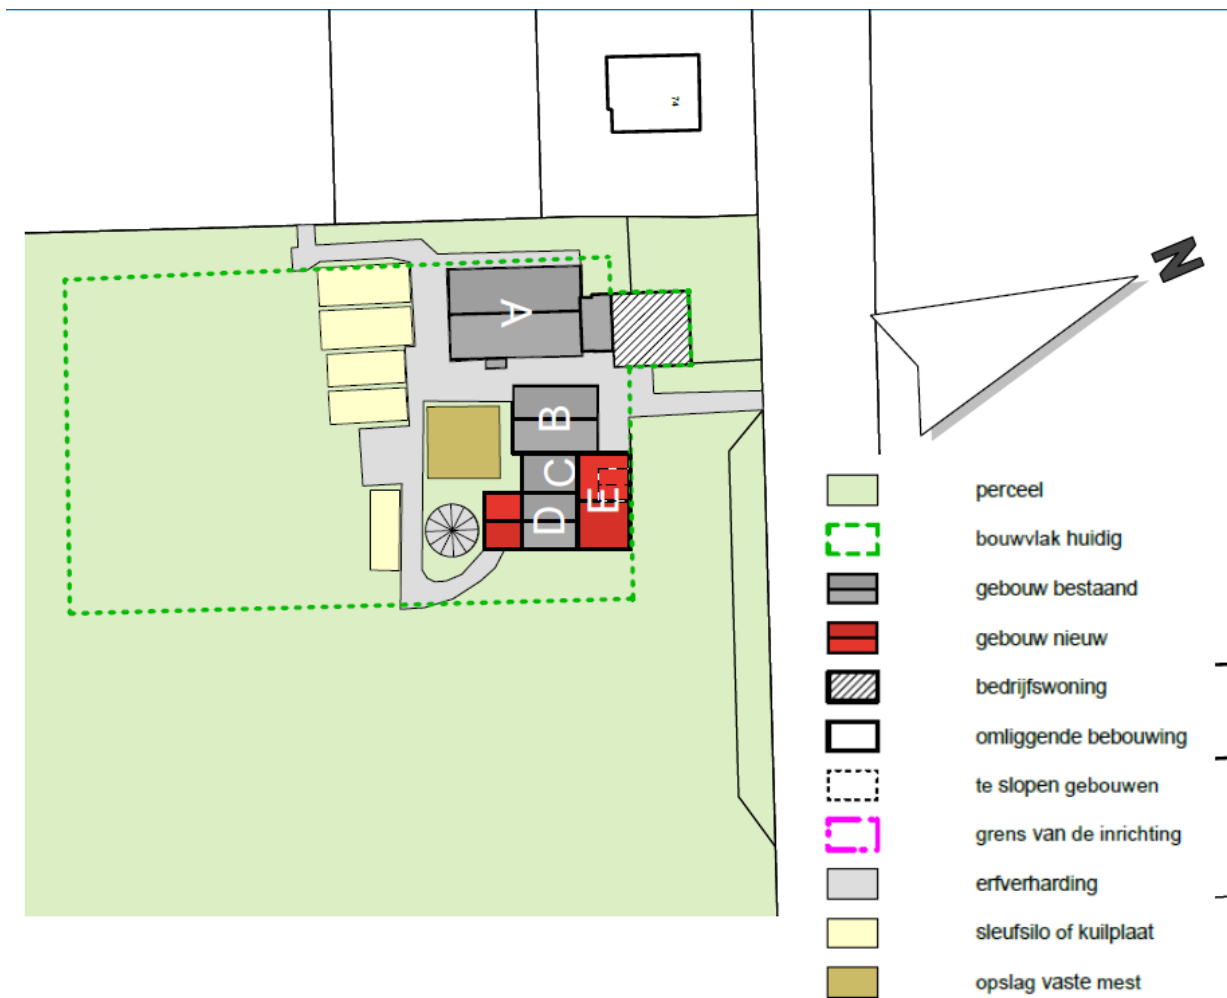 74
N
A
B
C
E
D
perceel
bouwvlak huidig
gebouw bestaand
gebouw nieuw
bedrijfswoning
omliggende bebouwing
te slopen gebouwen
grens van de inrichting
erfverharding
sleufsilo of kuilplaat
opslag vaste mest